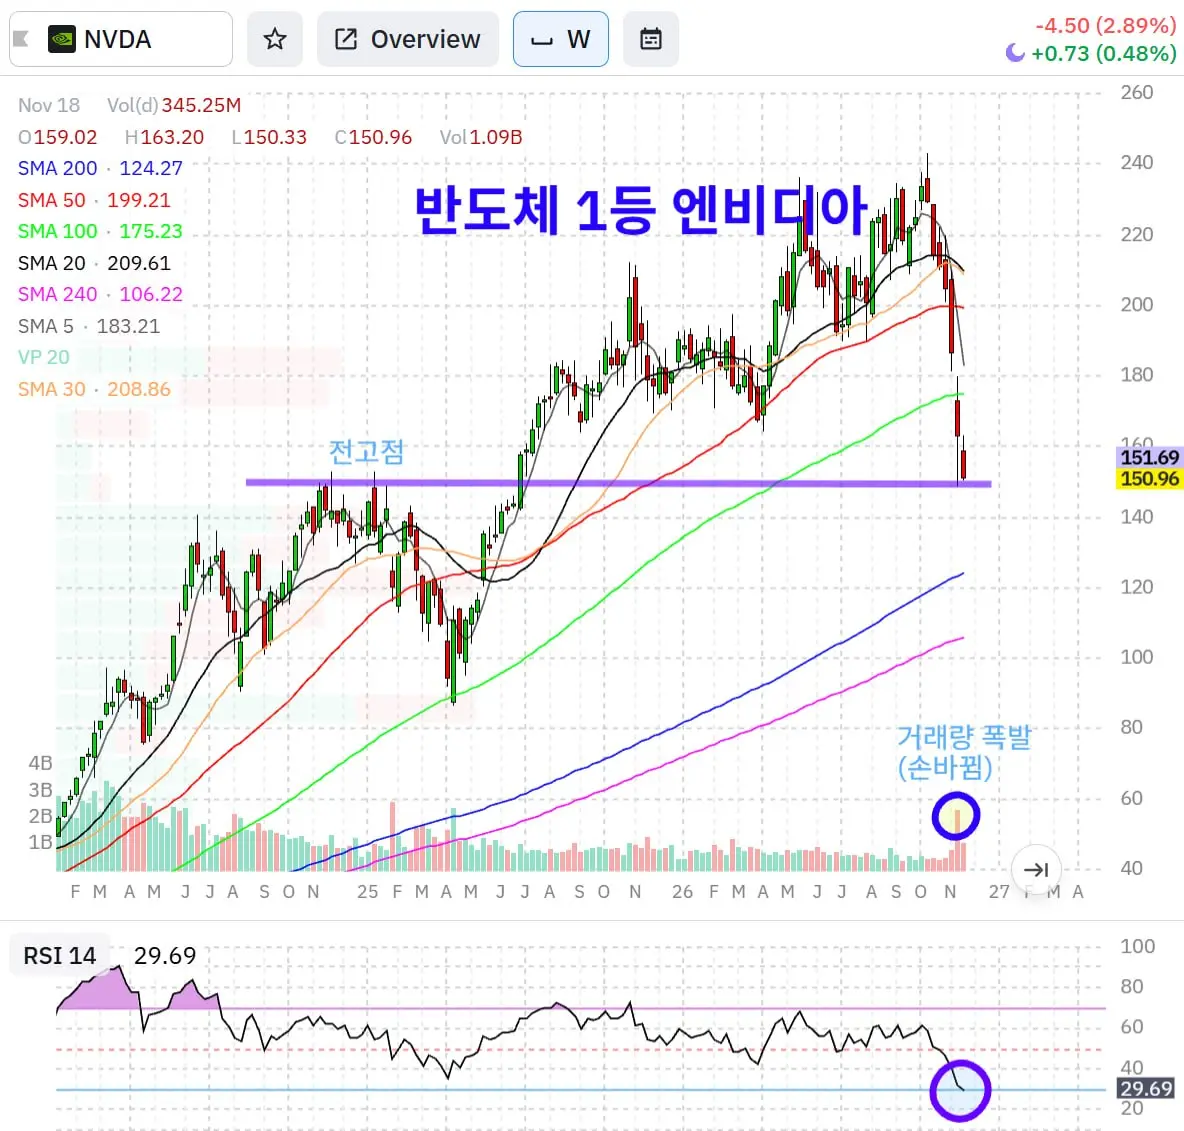 NVDA Overview W
-4.50 (2.89%)
+0.73 (0.48%)
Nov 18 Vol(d) 345.25M
O159.02 H163.20 L150.33 C150.96 Vol1.09B
SMA 200 · 124.27
SMA 50 · 199.21
SMA 100 · 175.23
SMA 20 · 209.61
SMA 240 · 106.22
SMA 5 · 183.21
VP 20
SMA 30 · 208.86
반도체 1등 엔비디아
전고점
거래량 폭발
(손바뀜)
260
240
220
200
180
160
151.69
150.96
140
120
100
80
60
40
4B
3B
2B
1B
F M A M J J A S O N 25 F M A M J J A S O N 26 F M A M J J A S O N 27 F M A
RSI 14 29.69
100
80
60
40
29.69
20